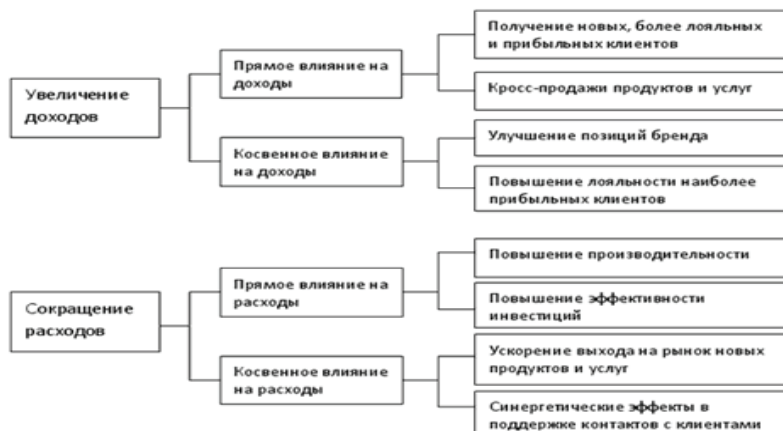 Увеличение
доходов
Прямое влияние на
доходы
Получение новых, более лояльных
и прибыльных клиентов
Кросс-продажи продуктов и услуг
Косвенное влияние
на доходы
Улучшение позиций бренда
Повышение лояльности наиболее
прибыльных клиентов
Сокращение
расходов
Прямое влияние на
расходы
Повышение производительности
Повышение эффективности
инвестиций
Косвенное влияние
на расходы
Ускорение выхода на рынок новых
продуктов и услуг
Синергетические эффекты в
поддержке контактов с клиентами